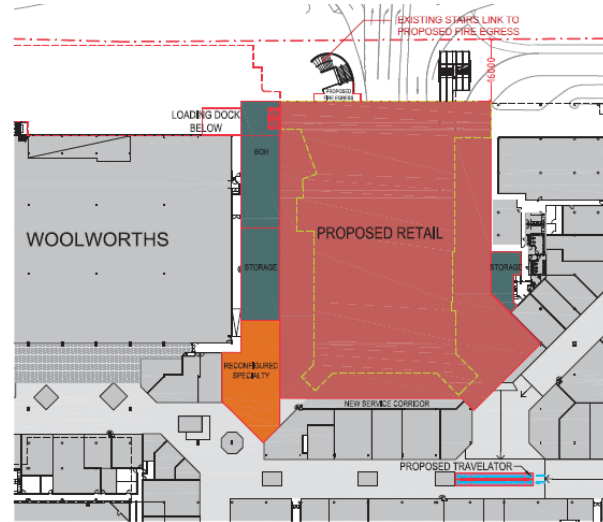 EXISTING STAIRS LINK TO
PROPOSED FIRE EGRESS
16000
PROPOSED
FIRE EGRESS
LOADING DOCK
BELOW
BOH
WOOLWORTHS
PROPOSED RETAIL
STORAGE
STORAGE
RECONFIGURED
SPECIALTY
NEW SERVICE CORRIDOR
PROPOSED TRAVELATOR